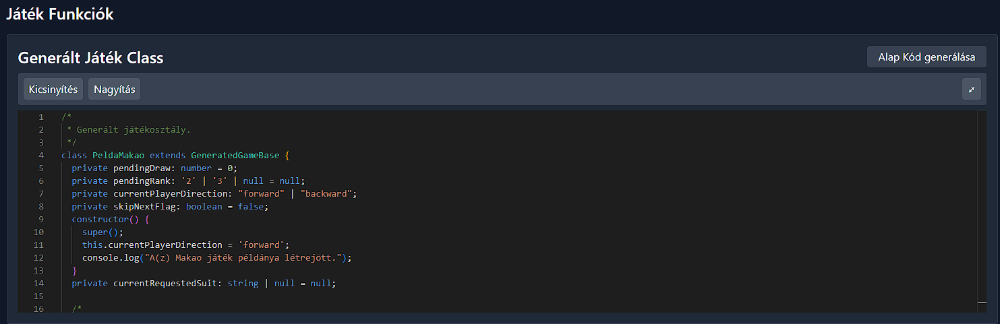 Játék Funkciók
Generált Játék Class
Alap Kód generálása
Kicsinyítés Nagyítás
1 /*
2 * Generált játékosztály.
3 */
4 class PeldaMakao extends GeneratedGameBase {
5 private pendingDraw: number = 0;
6 private pendingRank: '2' | '3' | null = null;
7 private currentPlayerDirection: "forward" | "backward";
8 private skipNextFlag: boolean = false;
9 constructor() {
10 super();
11 this.currentPlayerDirection = 'forward';
12 console.log("A(z) Makao játék példánya létrejött.");
13 }
14 private currentRequestedSuit: string | null = null;
15
16 /*